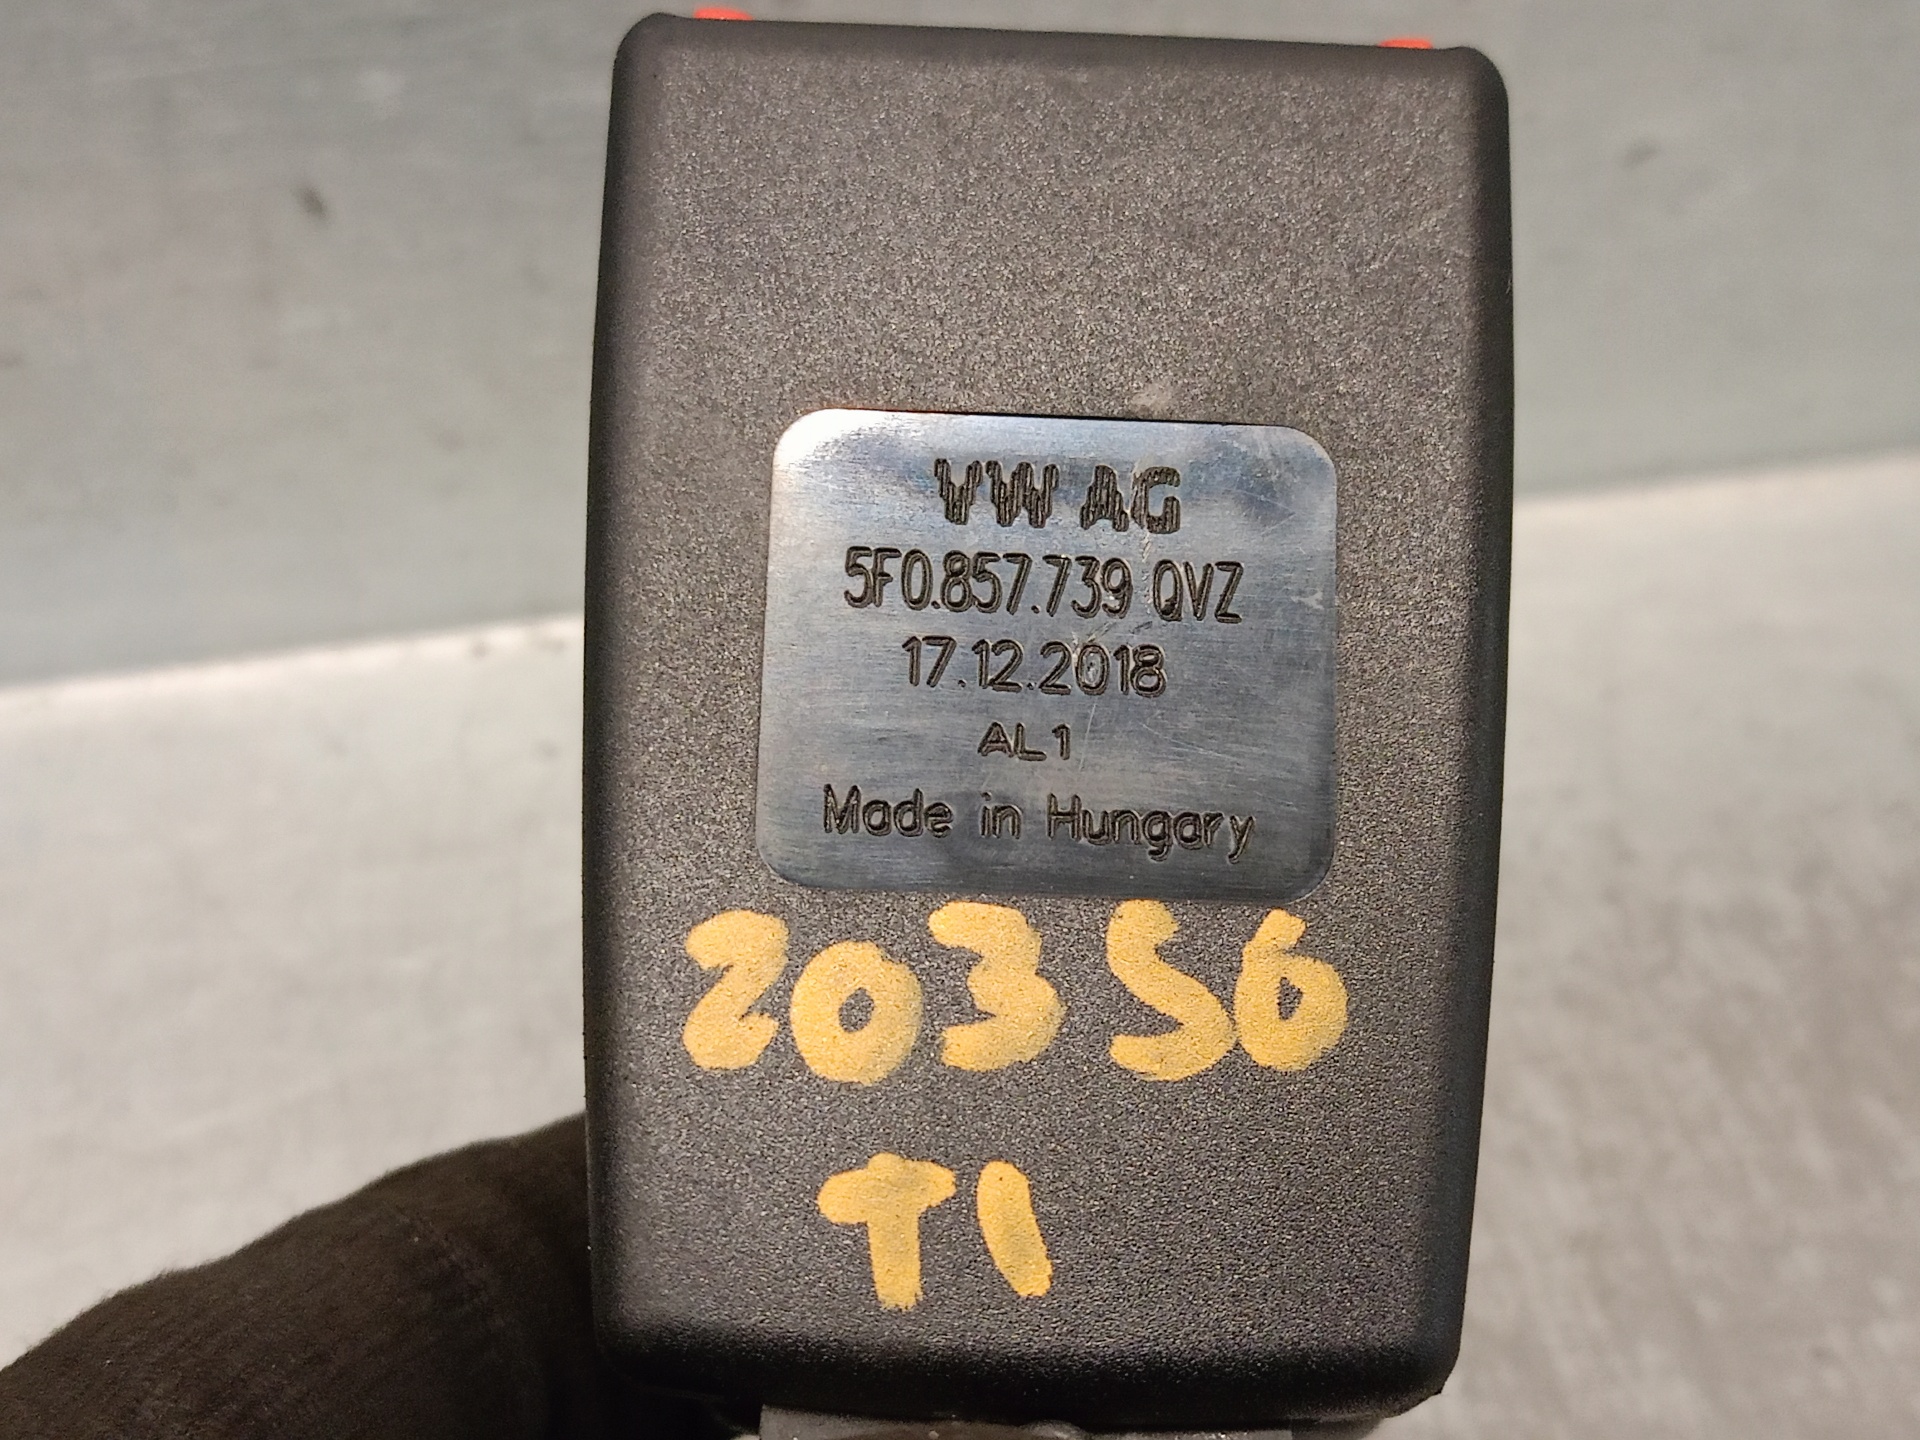 VW AG
5F0.857.739 QVZ
17.12.2018
AL1
Made in Hungary
20356
T1